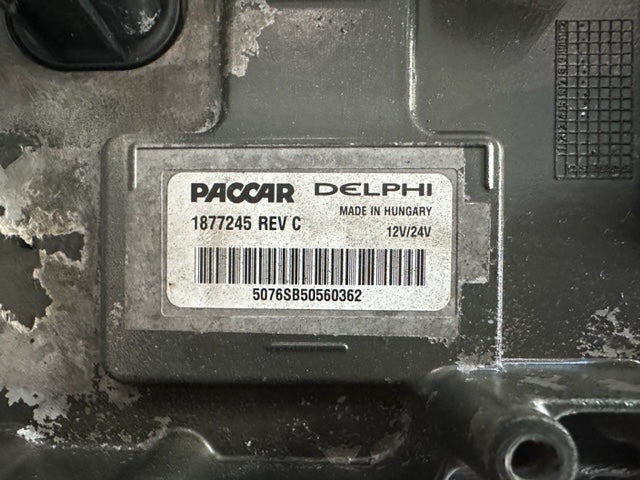 PACCAR DELPHI
MADE IN HUNGARY
1877245 REV C
12V/24V
5076SB50560362